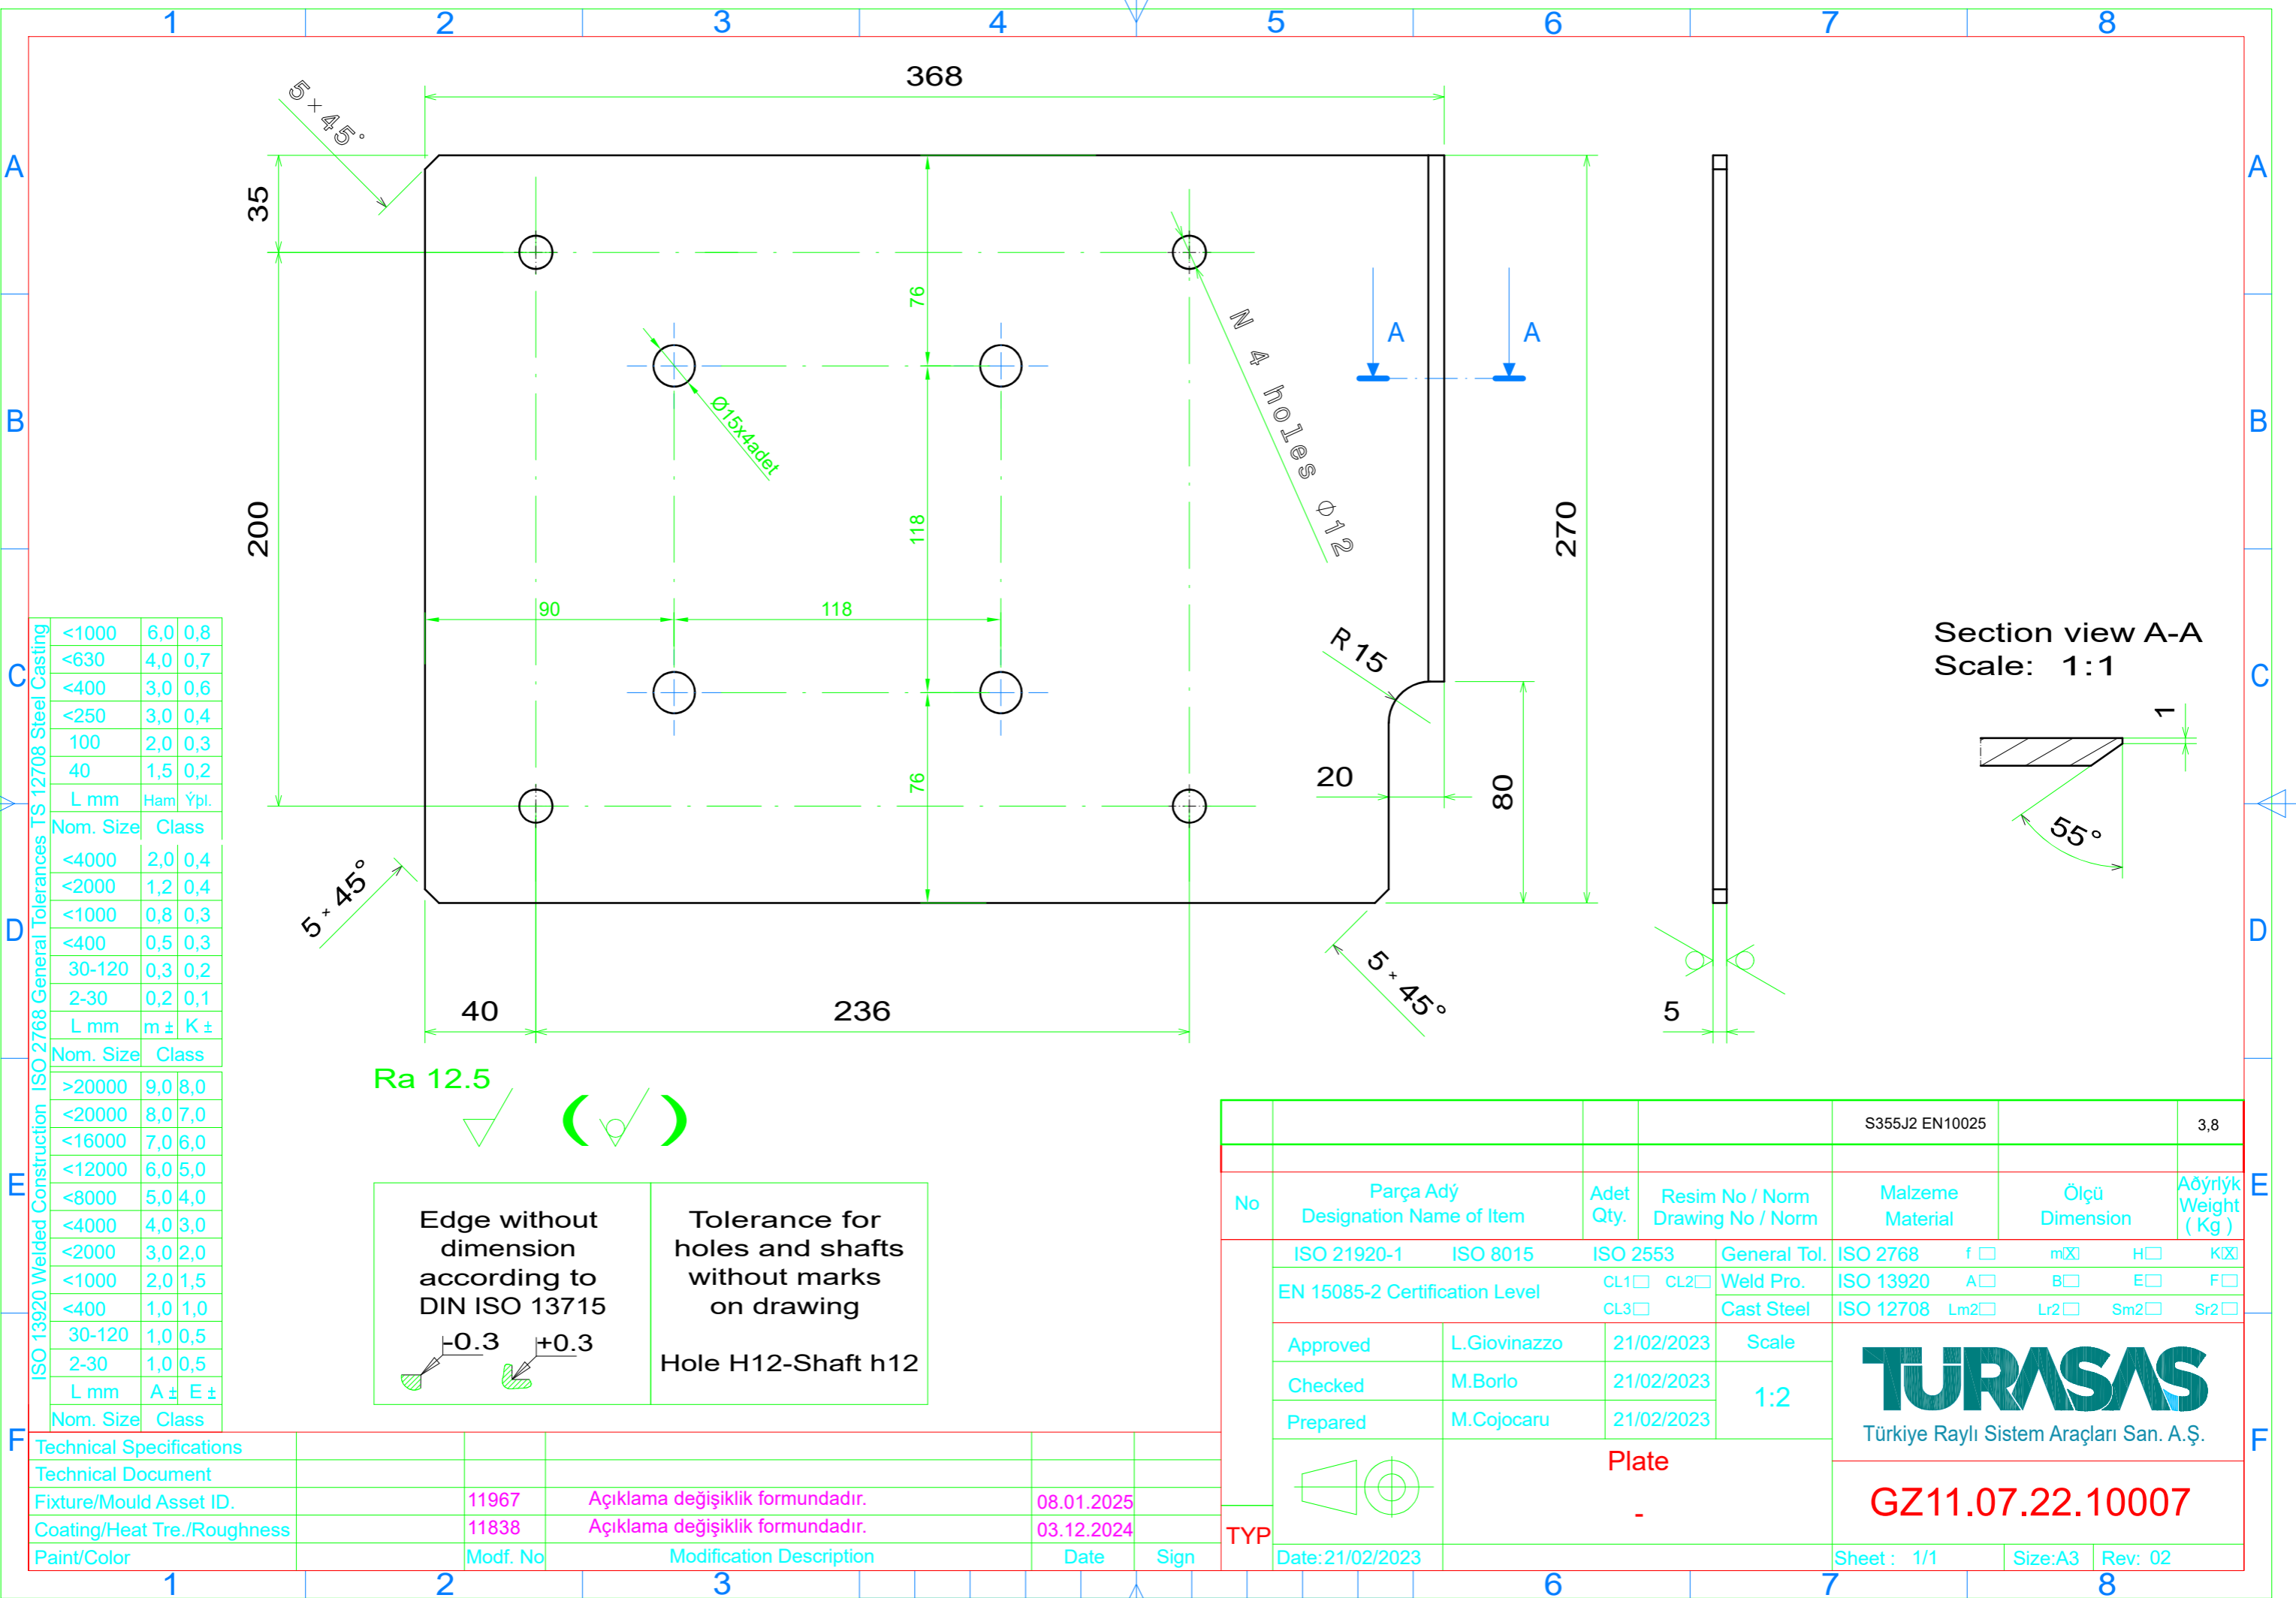 1 2 3 4 5 6 7 8
A
B
C
D
E
F
A
B
C
D
E
F
368
5×45°
35
200
76
118
76
90
118
Ø15x4adet
N 4 holes Φ12
A A
270
R 15
20
80
5×45°
5×45°
40
236
5
Section view A-A
Scale: 1:1
1
55°
TS 12708 Steel Casting
<1000 6,0 0,8
<630 4,0 0,7
<400 3,0 0,6
<250 3,0 0,4
100 2,0 0,3
40 1,5 0,2
L mm Ham Ýþl.
Nom. Size Class
ISO 2768 General Tolerances
<4000 2,0 0,4
<2000 1,2 0,4
<1000 0,8 0,3
<400 0,5 0,3
30-120 0,3 0,2
2-30 0,2 0,1
L mm m ± K ±
Nom. Size Class
ISO 13920 Welded Construction
>20000 9,0 8,0
<20000 8,0 7,0
<16000 7,0 6,0
<12000 6,0 5,0
<8000 5,0 4,0
<4000 4,0 3,0
<2000 3,0 2,0
<1000 2,0 1,5
<400 1,0 1,0
30-120 1,0 0,5
2-30 1,0 0,5
L mm A ± E ±
Nom. Size Class
Ra 12.5
( )
Edge without
dimension
according to
DIN ISO 13715
-0.3 +0.3
Tolerance for
holes and shafts
without marks
on drawing
Hole H12-Shaft h12
S355J2 EN10025 3,8
No
Parça Adý
Designation Name of Item
Adet
Qty.
Resim No / Norm
Drawing No / Norm
Malzeme
Material
Ölçü
Dimension
Aðýrlýk
Weight
( Kg )
ISO 21920-1 ISO 8015 ISO 2553 General Tol. ISO 2768 f m X H K X
EN 15085-2 Certification Level CL1 CL2 CL3
Weld Pro. ISO 13920 A B E F
Cast Steel ISO 12708 Lm2 Lr2 Sm2 Sr2
Approved L.Giovinazzo 21/02/2023
Checked M.Borlo 21/02/2023
Prepared M.Cojocaru 21/02/2023
Scale
1:2
TÜRASAŞ
Türkiye Raylı Sistem Araçları San. A.Ş.
Plate
-
GZ11.07.22.10007
TYP
Date:21/02/2023
Sheet : 1/1 Size:A3 Rev: 02
Technical Specifications
Technical Document
Fixture/Mould Asset ID. 11967 Açıklama değişiklik formundadır. 08.01.2025
Coating/Heat Tre./Roughness 11838 Açıklama değişiklik formundadır. 03.12.2024
Paint/Color Modf. No Modification Description Date Sign
1 2 3 6 7 8